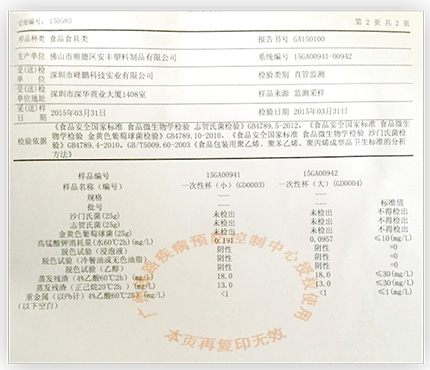 受理编号: 150583
第 2 页 共 2 页
样品种类 食品食具类 报告书号 GA150100
生产单位 佛山市顺德区安丰塑料制品有限公司 系统编号 15GA00941-00942
受(送)检单位 深圳市峰鹏科技实业有限公司 检验类别 直管监测
受(送)检地址 深圳市深华商业大厦1408室 样品来源 监测采样
受(送)样日期 2015年03月31日 检验日期 2015年03月31日
检验依据
《食品安全国家标准 食品微生物学检验 志贺氏菌检验》GB4789.5-2012、《食品安全国家标准 食品微生物
学检验 金黄色葡萄球菌检验》GB4789.10-2010、《食品安全国家标准 食品微生物学检验 沙门氏菌检
验》GB4789.4-2010、GB/T5009.60-2003《食品包装用聚乙烯、聚苯乙烯、聚丙烯成型品卫生标准的分析
方法》
样品编号 15GA00941 15GA00942
样品名称(编号) 一次性杯(小)(GD0003) 一次性杯(大)(GD0004)
规格 --- ---
批号 --- --- 标准值
沙门氏菌(25g) 未检出 未检出 不得检出
志贺氏菌(25g) 未检出 未检出 不得检出
金黄色葡萄球菌(25g) 未检出 未检出 不得检出
高锰酸钾消耗量(水60℃2h)(mg/L) 0.191 0.0957 ≤10(mg/L)
脱色试验(浸泡液) 阴性 阴性 =0
脱色试验(冷餐油或无色油脂) 阴性 阴性 =0
脱色试验(乙醇) 阴性 阴性 =0
蒸发残渣(4%乙酸60℃2h)(mg/L) 18.0 18.0 ≤30(mg/L)
蒸发残渣(正己烷20℃2h)(mg/L) 13.0 13.0 ≤30(mg/L)
重金属(以Pb计)(4%乙酸60℃2h)(mg/L) <1 <1 ≤1(mg/L)
(以下空白)
疾病预防控制中心授权使用
本页再复印无效